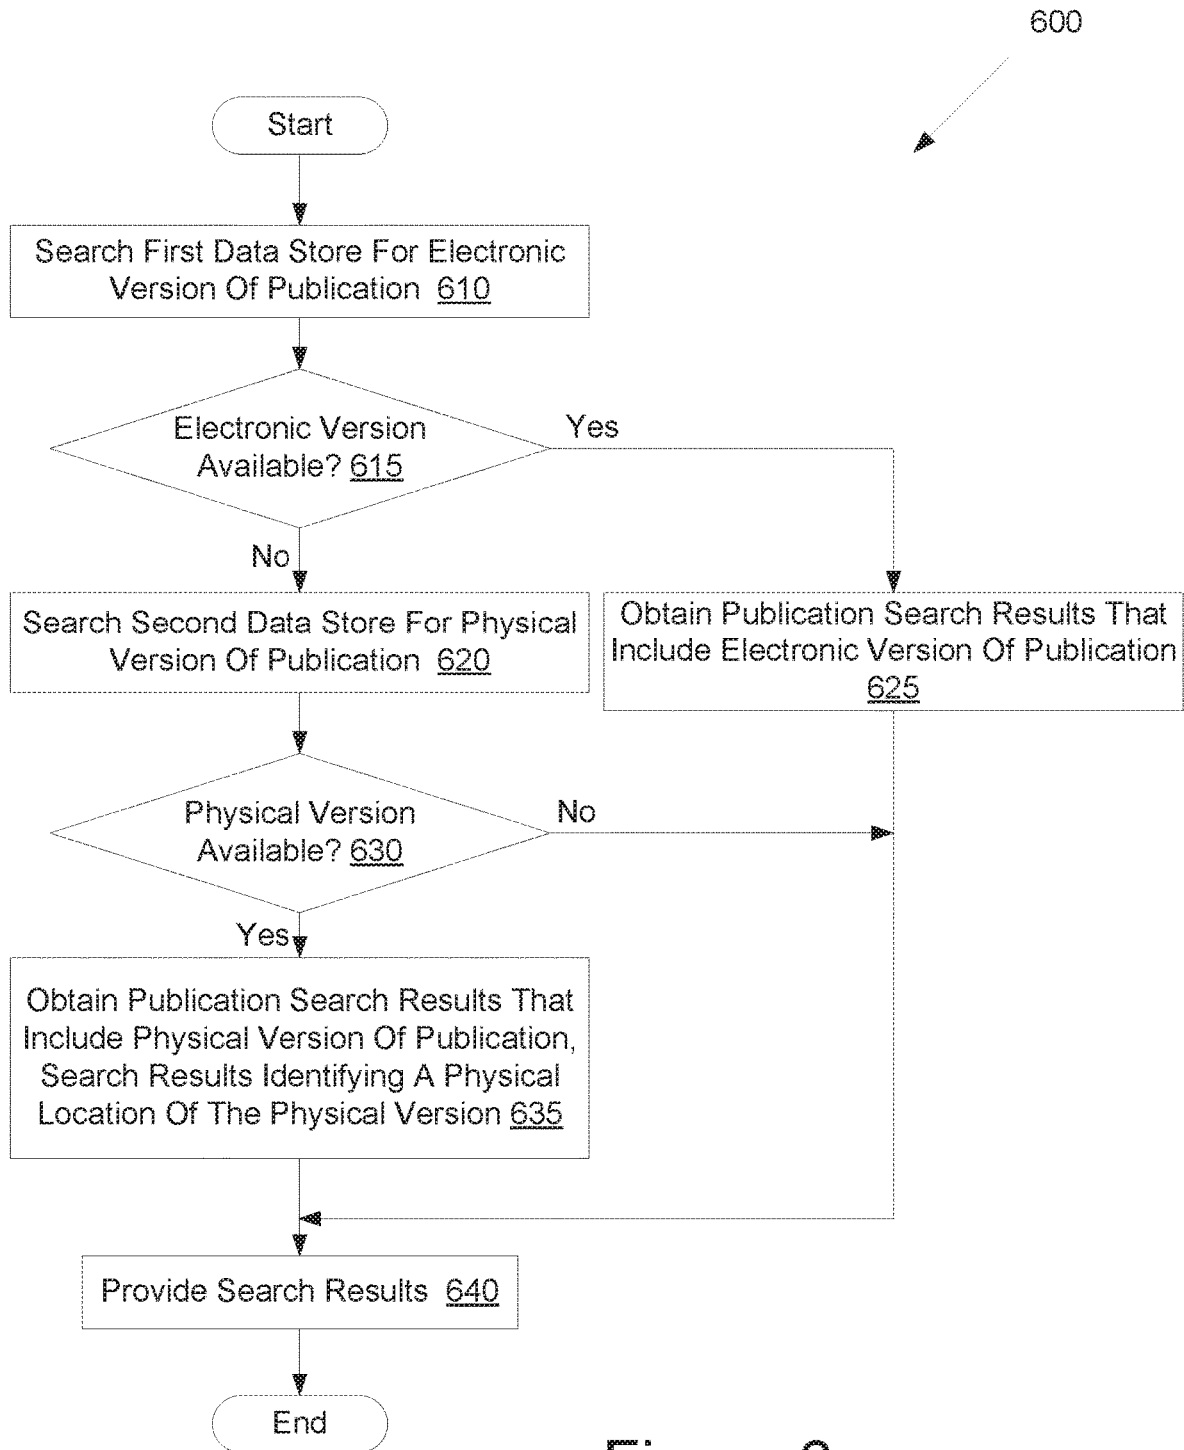 600
Start
Search First Data Store For Electronic
Version Of Publication 610
Electronic Version
Available? 615
Yes
No
Search Second Data Store For Physical
Version Of Publication 620
Obtain Publication Search Results That
Include Electronic Version Of Publication
625
Physical Version
Available? 630
No
Yes
Obtain Publication Search Results That
Include Physical Version Of Publication,
Search Results Identifying A Physical
Location Of The Physical Version 635
Provide Search Results 640
End